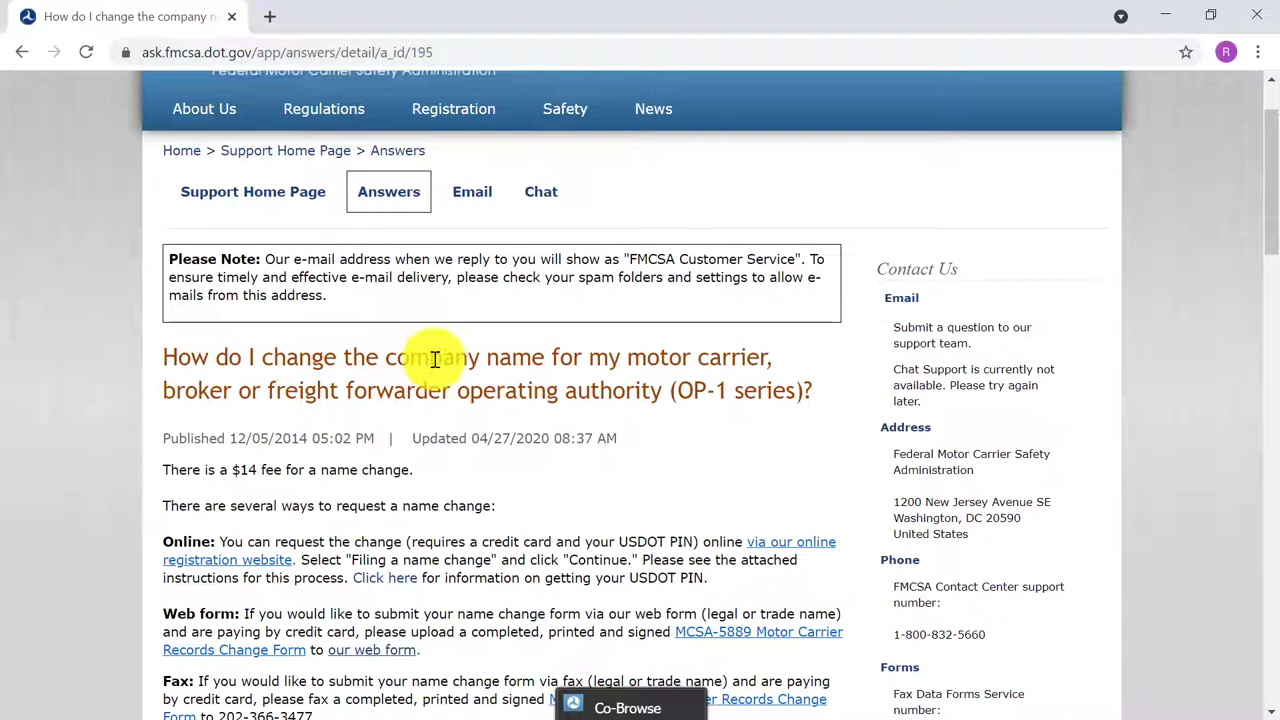 How do I change the company n
ask.fmcsa.dot.gov/app/answers/detail/a_id/195
R
Federal Motor Carrier Safety Administration
About Us Regulations Registration Safety News
Home > Support Home Page > Answers
Support Home Page Answers Email Chat
Please Note: Our e-mail address when we reply to you will show as "FMCSA Customer Service". To
ensure timely and effective e-mail delivery, please check your spam folders and settings to allow e-
mails from this address.
How do I change the company name for my motor carrier,
broker or freight forwarder operating authority (OP-1 series)?
Published 12/05/2014 05:02 PM | Updated 04/27/2020 08:37 AM
There is a $14 fee for a name change.
There are several ways to request a name change:
Online: You can request the change (requires a credit card and your USDOT PIN) online via our online
registration website. Select "Filing a name change" and click "Continue." Please see the attached
instructions for this process. Click here for information on getting your USDOT PIN.
Web form: If you would like to submit your name change form via our web form (legal or trade name)
and are paying by credit card, please upload a completed, printed and signed MCSA-5889 Motor Carrier
Records Change Form to our web form.
Fax: If you would like to submit your name change form via fax (legal or trade name) and are paying
by credit card, please fax a completed, printed and signed Records Change
Form to 202-366-3477
Contact Us
Email
Submit a question to our
support team.
Chat Support is currently not
available. Please try again
later.
Address
Federal Motor Carrier Safety
Administration
1200 New Jersey Avenue SE
Washington, DC 20590
United States
Phone
FMCSA Contact Center support
number:
1-800-832-5660
Forms
Fax Data Forms Service
number:
Co-Browse